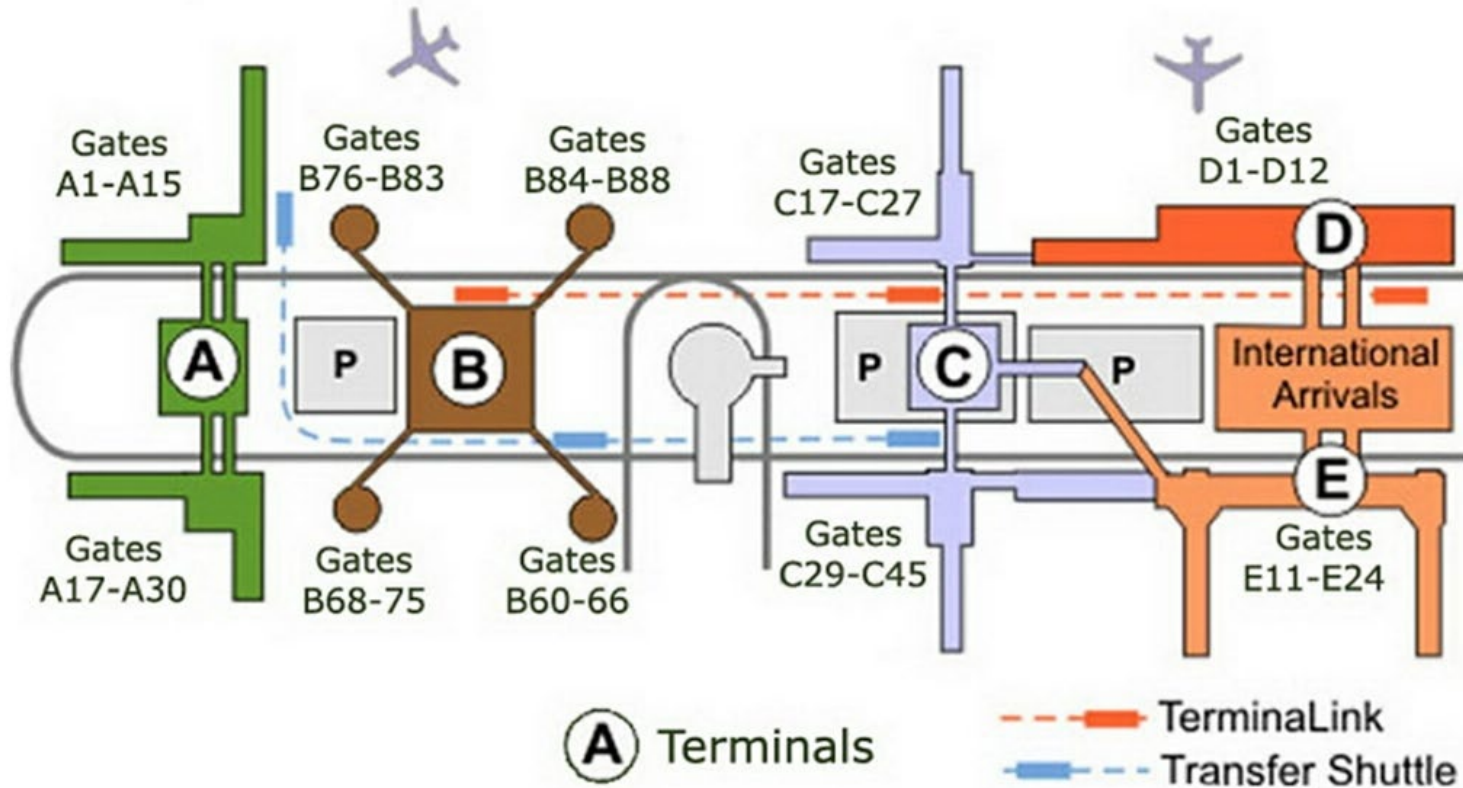 Gates
A1-A15
Gates
B76-B83
Gates
B84-B88
Gates
C17-C27
Gates
D1-D12
D
A
P
B
P
C
P
International
Arrivals
E
Gates
A17-A30
Gates
B68-75
Gates
B60-66
Gates
C29-C45
Gates
E11-E24
A Terminals
TerminaLink
Transfer Shuttle